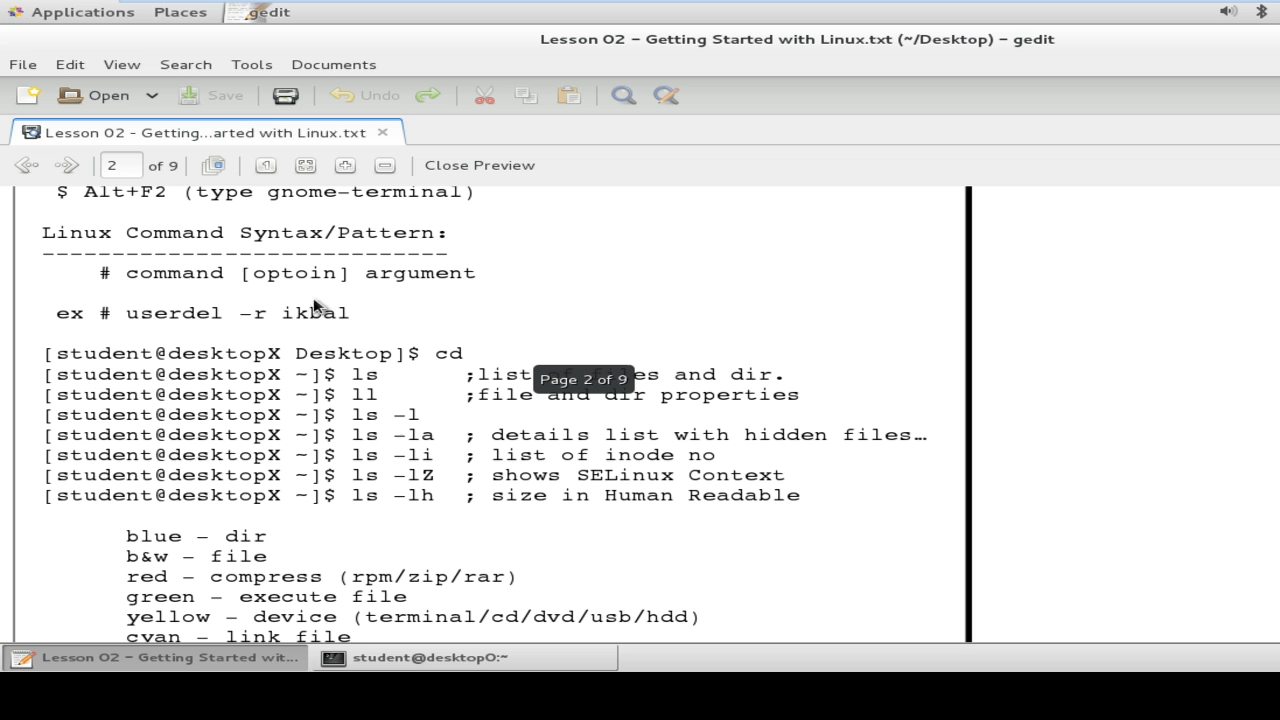 Applications Places gedit
Lesson 02 – Getting Started with Linux.txt (~/Desktop) – gedit
File Edit View Search Tools Documents
Open Save Undo
Lesson 02 - Getting...arted with Linux.txt ×
2 of 9 Close Preview
$ Alt+F2 (type gnome–terminal)
Linux Command Syntax/Pattern:
-----------------------------
# command [optoin] argument
ex # userdel –r ikbal
[student@desktopX Desktop]$ cd
[student@desktopX ~]$ ls ;list of files and dir.
Page 2 of 9
[student@desktopX ~]$ ll ;file and dir properties
[student@desktopX ~]$ ls –l
[student@desktopX ~]$ ls –la ; details list with hidden files…
[student@desktopX ~]$ ls –li ; list of inode no
[student@desktopX ~]$ ls –lZ ; shows SELinux Context
[student@desktopX ~]$ ls –lh ; size in Human Readable
blue – dir
b&w – file
red – compress (rpm/zip/rar)
green – execute file
yellow – device (terminal/cd/dvd/usb/hdd)
cyan – link file
Lesson 02 – Getting Started wit... student@desktop0:~